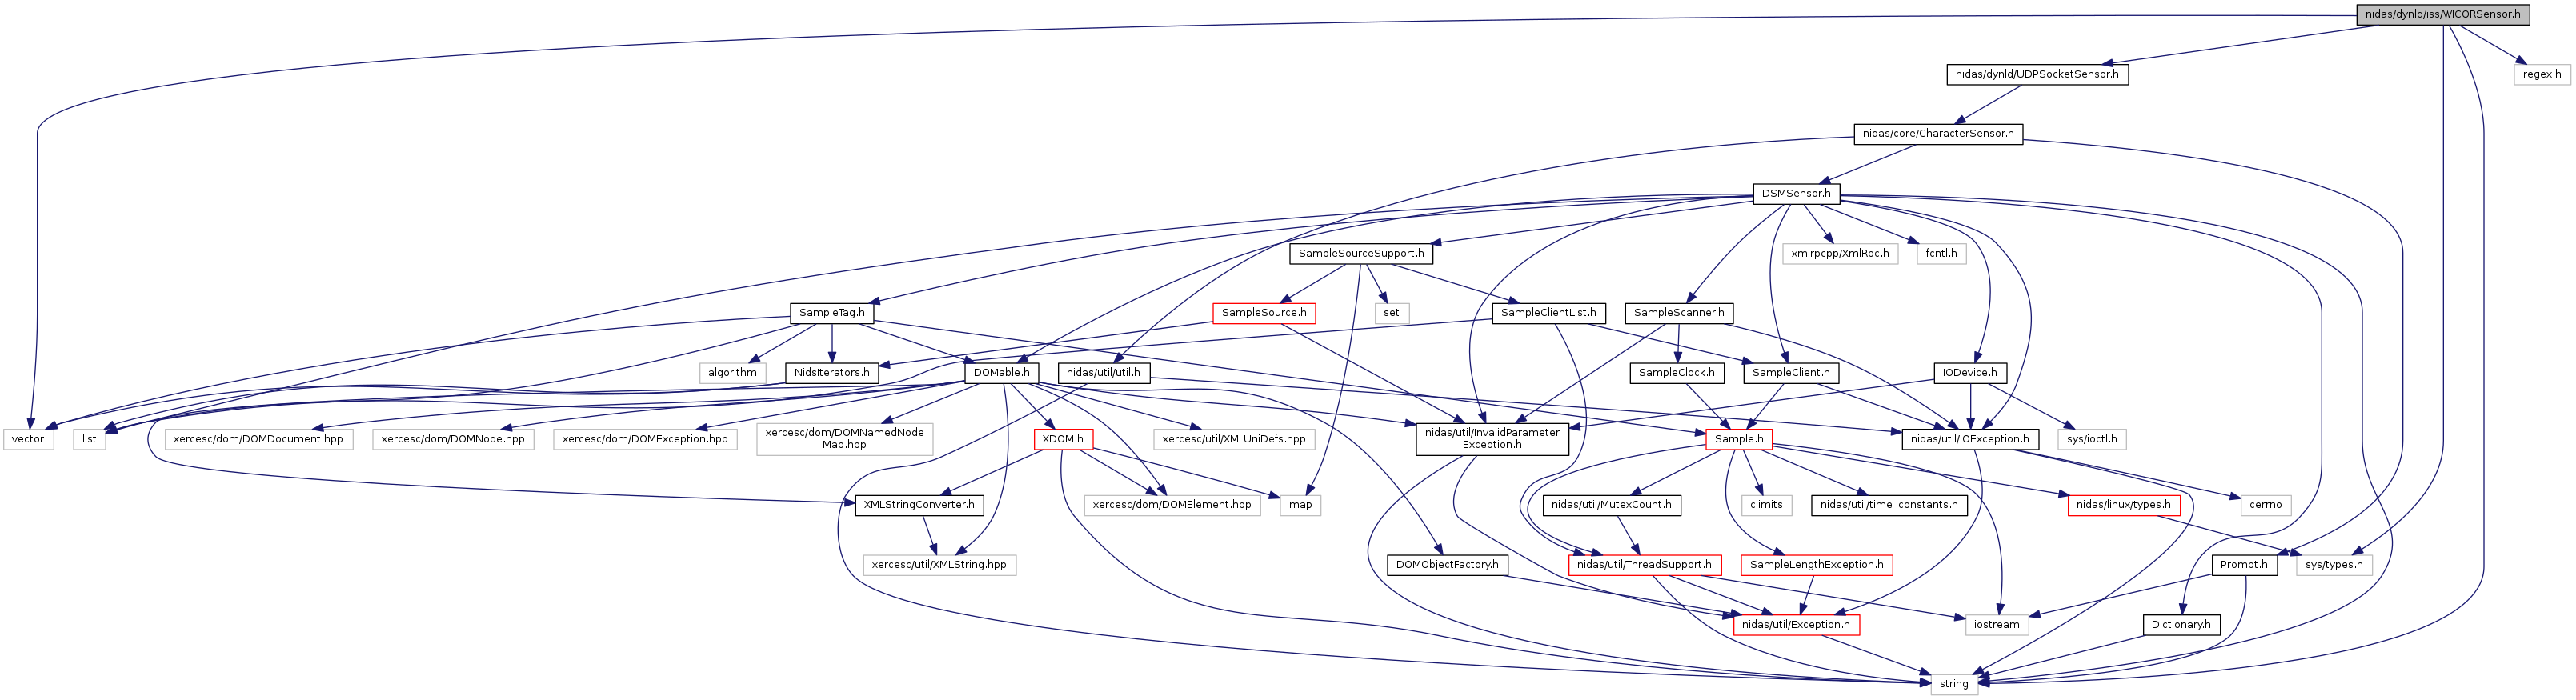 nidas/dynld/iss/WICORSensor.h
nidas/dynld/UDPSocketSensor.h
regex.h
nidas/core/CharacterSensor.h
DSMSensor.h
SampleSourceSupport.h
xmlrpcpp/XmlRpc.h
fcntl.h
SampleTag.h
SampleSource.h
set
SampleClientList.h
SampleScanner.h
algorithm
NidsIterators.h
DOMable.h
nidas/util/util.h
SampleClock.h
SampleClient.h
IODevice.h
vector
list
xercesc/dom/DOMDocument.hpp
xercesc/dom/DOMNode.hpp
xercesc/dom/DOMException.hpp
xercesc/dom/DOMNamedNode
Map.hpp
XDOM.h
xercesc/util/XMLUniDefs.hpp
nidas/util/InvalidParameter
Exception.h
Sample.h
nidas/util/IOException.h
sys/ioctl.h
XMLStringConverter.h
xercesc/dom/DOMElement.hpp
map
nidas/util/MutexCount.h
climits
nidas/util/time_constants.h
nidas/linux/types.h
cerrno
xercesc/util/XMLString.hpp
DOMObjectFactory.h
nidas/util/ThreadSupport.h
SampleLengthException.h
Prompt.h
sys/types.h
nidas/util/Exception.h
iostream
Dictionary.h
string